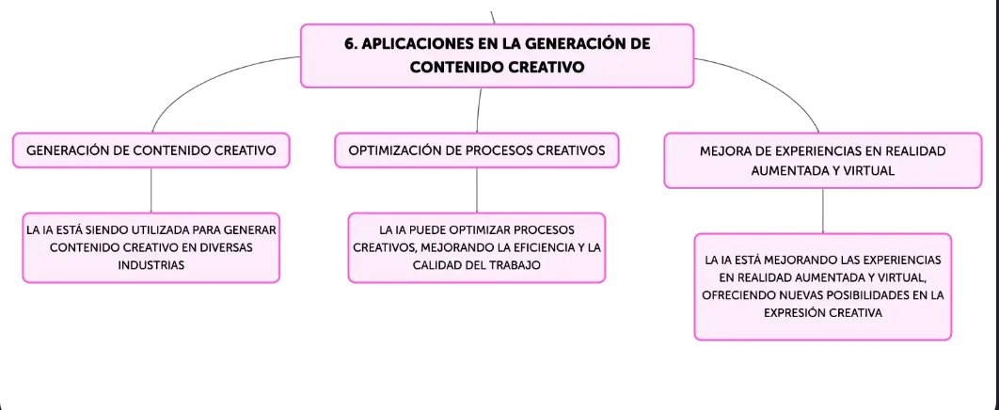 6. APLICACIONES EN LA GENERACIÓN DE
CONTENIDO CREATIVO
GENERACIÓN DE CONTENIDO CREATIVO
LA IA ESTÁ SIENDO UTILIZADA PARA GENERAR
CONTENIDO CREATIVO EN DIVERSAS
INDUSTRIAS
OPTIMIZACIÓN DE PROCESOS CREATIVOS
LA IA PUEDE OPTIMIZAR PROCESOS
CREATIVOS, MEJORANDO LA EFICIENCIA Y LA
CALIDAD DEL TRABAJO
MEJORA DE EXPERIENCIAS EN REALIDAD
AUMENTADA Y VIRTUAL
LA IA ESTÁ MEJORANDO LAS EXPERIENCIAS
EN REALIDAD AUMENTADA Y VIRTUAL,
OFRECIENDO NUEVAS POSIBILIDADES EN LA
EXPRESIÓN CREATIVA